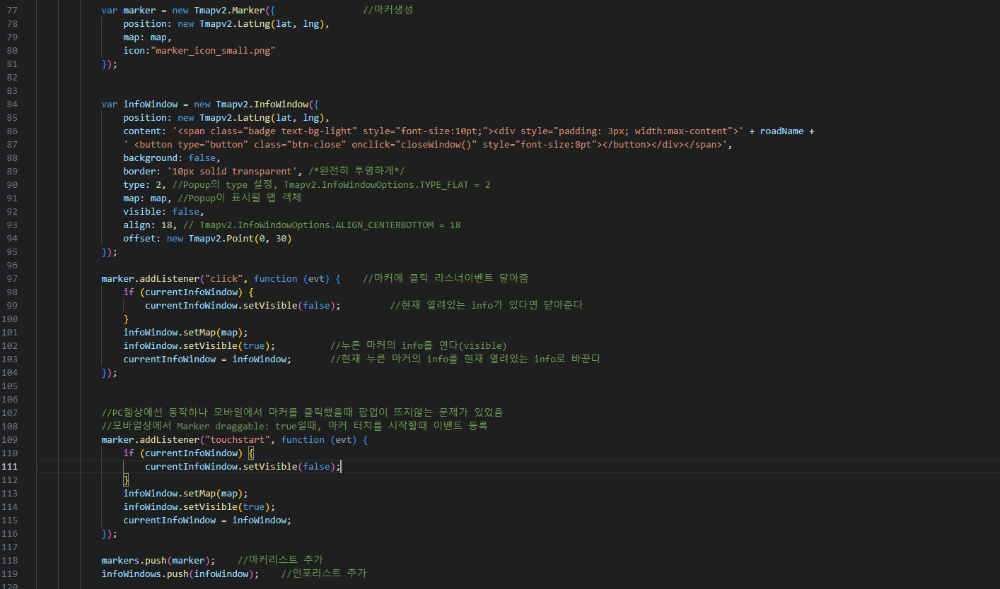 77 var marker = new Tmapv2.Marker({ //마커생성
78 position: new Tmapv2.LatLng(lat, lng),
79 map: map,
80 icon:"marker_icon_small.png"
81 });
82
83
84 var infoWindow = new Tmapv2.InfoWindow({
85 position: new Tmapv2.LatLng(lat, lng),
86 content: '<span class="badge text-bg-light" style="font-size:10pt;"><div style="padding: 3px; width:max-content">' + roadName +
87 ' <button type="button" class="btn-close" onclick="closeWindow()" style="font-size:8pt"></button></div></span>',
88 background: false,
89 border: '10px solid transparent', /*완전히 투명하게*/
90 type: 2, //Popup의 type 설정, Tmapv2.InfoWindowOptions.TYPE_FLAT = 2
91 map: map, //Popup이 표시될 맵 객체
92 visible: false,
93 align: 18, // Tmapv2.InfoWindowOptions.ALIGN_CENTERBOTTOM = 18
94 offset: new Tmapv2.Point(0, 30)
95 });
96
97 marker.addListener("click", function (evt) { //마커에 클릭 리스너이벤트 달아줌
98 if (currentInfoWindow) {
99 currentInfoWindow.setVisible(false); //현재 열려있는 info가 있다면 닫아준다
100 }
101 infoWindow.setMap(map);
102 infoWindow.setVisible(true); //누른 마커의 info를 연다(visible)
103 currentInfoWindow = infoWindow; //현재 누른 마커의 info를 현재 열려있는 info로 바꾼다
104 });
105
106
107 //PC웹상에선 동작하나 모바일에서 마커를 클릭했을때 팝업이 뜨지않는 문제가 있었음
108 //모바일상에서 Marker draggable: true일때, 마커 터치를 시작할때 이벤트 등록
109 marker.addListener("touchstart", function (evt) {
110 if (currentInfoWindow) {
111 currentInfoWindow.setVisible(false);
112 }
113 infoWindow.setMap(map);
114 infoWindow.setVisible(true);
115 currentInfoWindow = infoWindow;
116 });
117
118 markers.push(marker); //마커리스트 추가
119 infoWindows.push(infoWindow); //인포리스트 추가
120